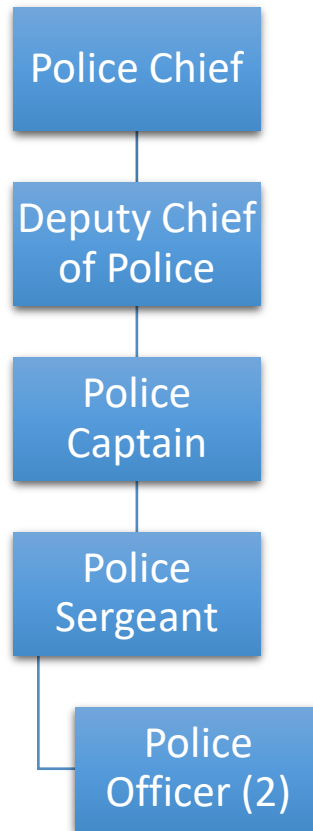 Police Chief
Deputy Chief
of Police
Police
Captain
Police
Sergeant
Police
Officer (2)